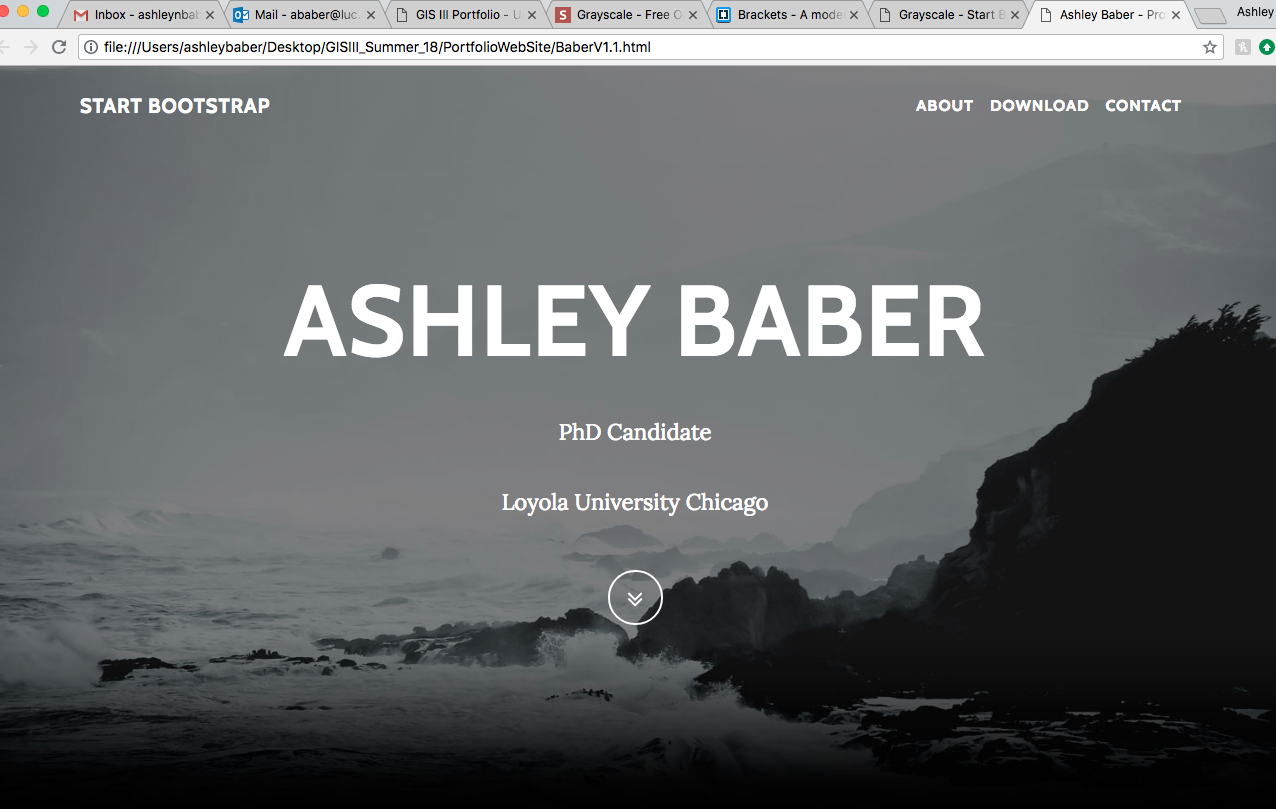 Inbox - ashleynbab Mail - ababer@luc. GIS III Portfolio - U Grayscale - Free O Brackets - A mode Grayscale - Start B Ashley Baber - Pro Ashley
file:///Users/ashleybaber/Desktop/GISIII_Summer_18/PortfolioWebSite/BaberV1.1.html
START BOOTSTRAP ABOUT DOWNLOAD CONTACT
ASHLEY BABER
PhD Candidate
Loyola University Chicago